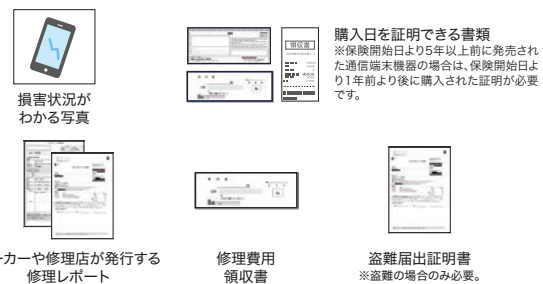 購入日を証明できる書類
※保険開始日より5年以上前に発売され
た通信端末機器の場合は、保険開始日よ
り1年前より後に購入された証明が必要
です。
領収書
損害状況が
わかる写真
ーカーや修理店が発行する
修理レポート
修理費用
領収書
盗難届出証明書
※盗難の場合のみ必要。